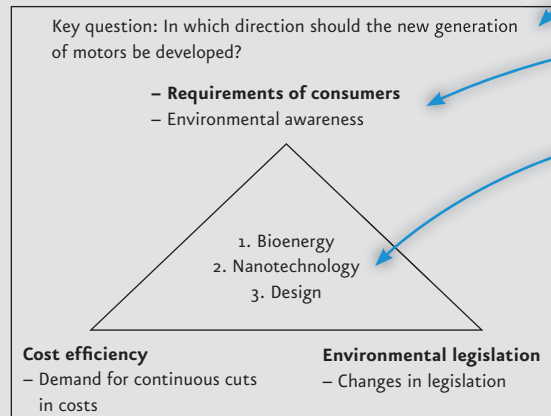 Key question: In which direction should the new generation
of motors be developed?
– Requirements of consumers
– Environmental awareness
1. Bioenergy
2. Nanotechnology
3. Design
Cost efficiency
– Demand for continuous cuts
in costs
Environmental legislation
– Changes in legislation